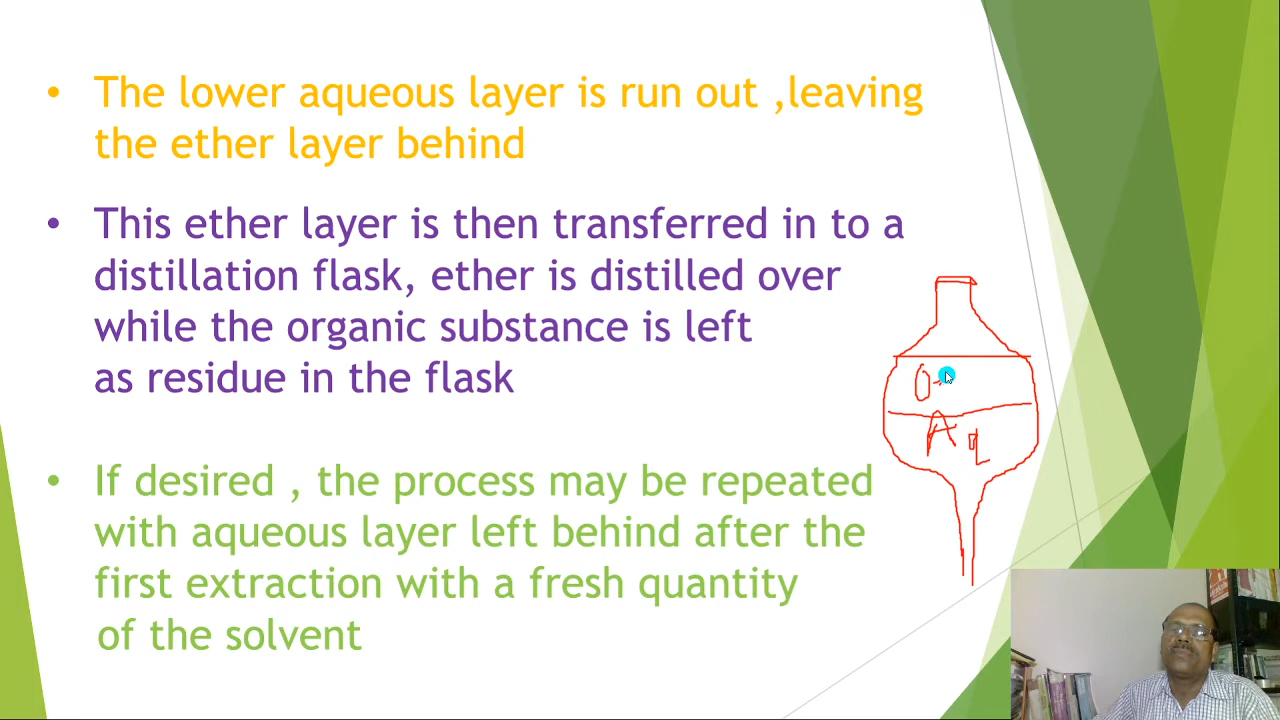 • The lower aqueous layer is run out ,leaving
the ether layer behind
• This ether layer is then transferred in to a
distillation flask, ether is distilled over
while the organic substance is left
as residue in the flask
• If desired , the process may be repeated
with aqueous layer left behind after the
first extraction with a fresh quantity
of the solvent
Aq